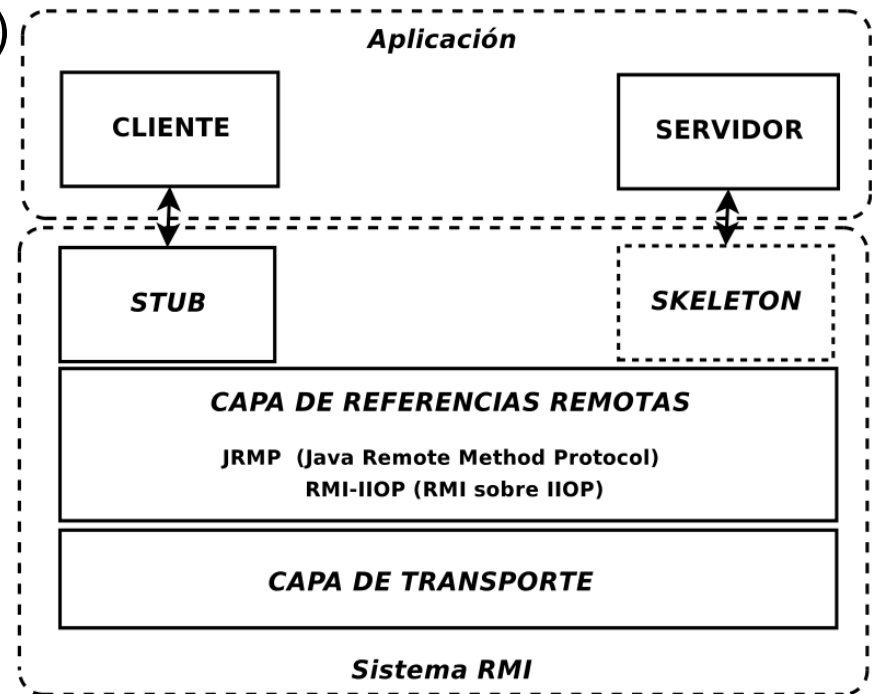 )
Aplicación
CLIENTE
SERVIDOR
STUB
SKELETON
CAPA DE REFERENCIAS REMOTAS
JRMP (Java Remote Method Protocol)
RMI-IIOP (RMI sobre IIOP)
CAPA DE TRANSPORTE
Sistema RMI